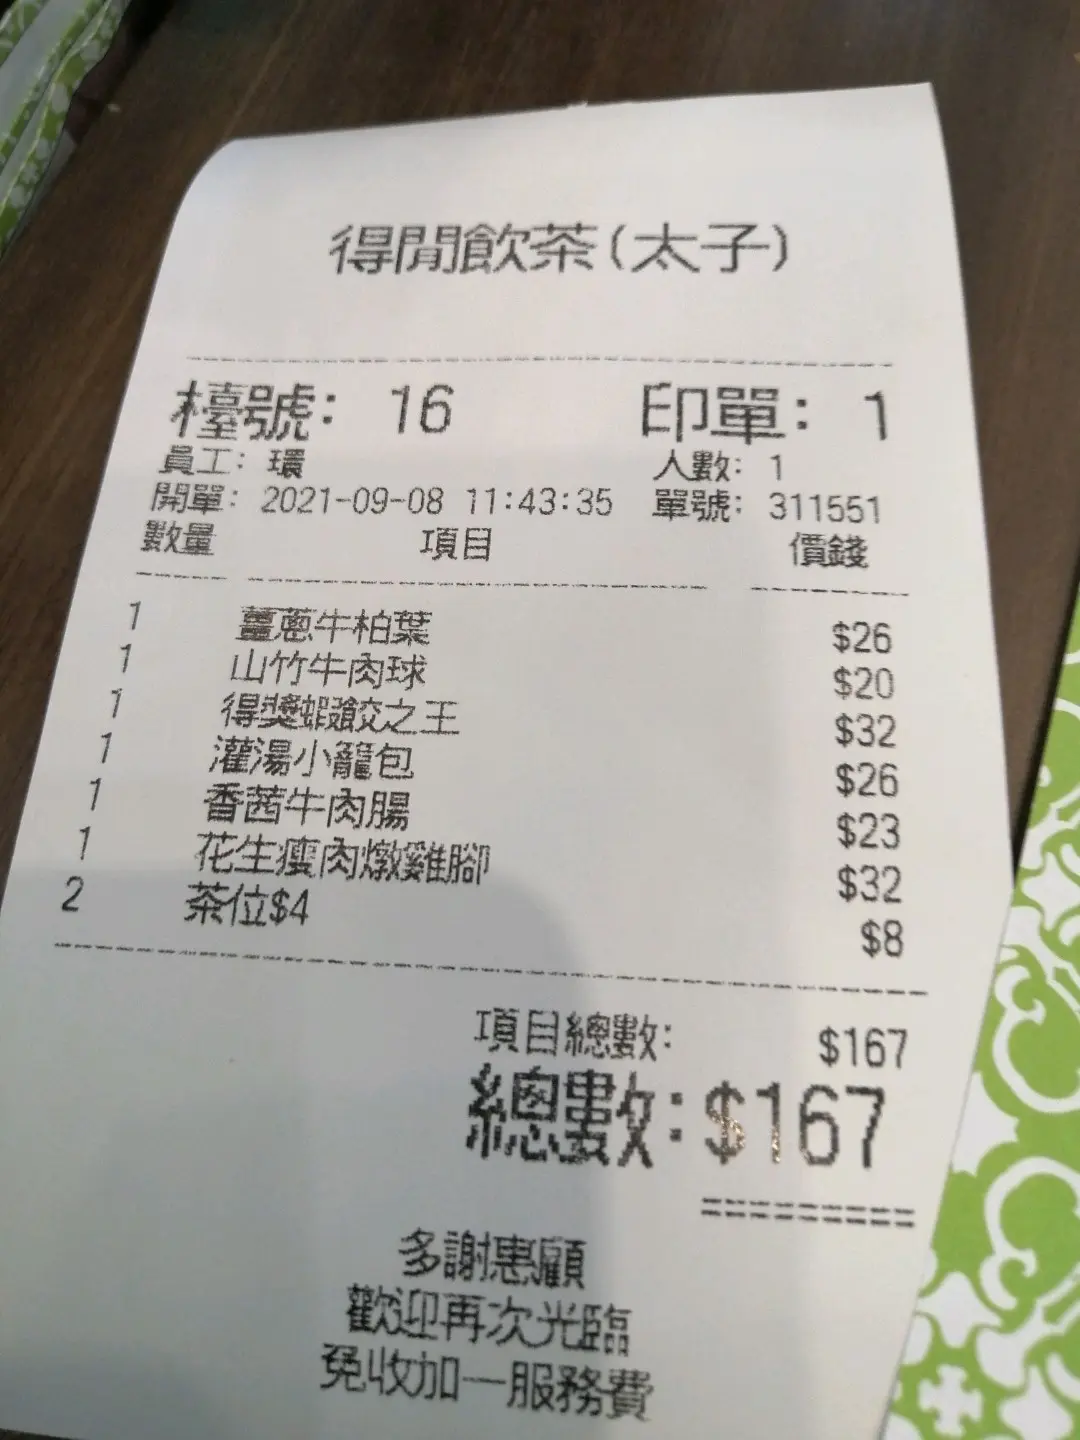 得閒飲茶(太子)
檯號: 16 印單: 1
員工: 環 人數: 1
開單: 2021-09-08 11:43:35 單號: 311551
數量 項目 價錢
1 薑蔥牛柏葉 $26
1 山竹牛肉球 $20
1 得獎蝦餃之王 $32
1 灌湯小籠包 $26
1 香茜牛肉腸 $23
1 花生瘦肉燉雞腳 $32
2 茶位$4 $8
項目總數: $167
總數: $167
多謝惠顧
歡迎再次光臨
免收加一服務費